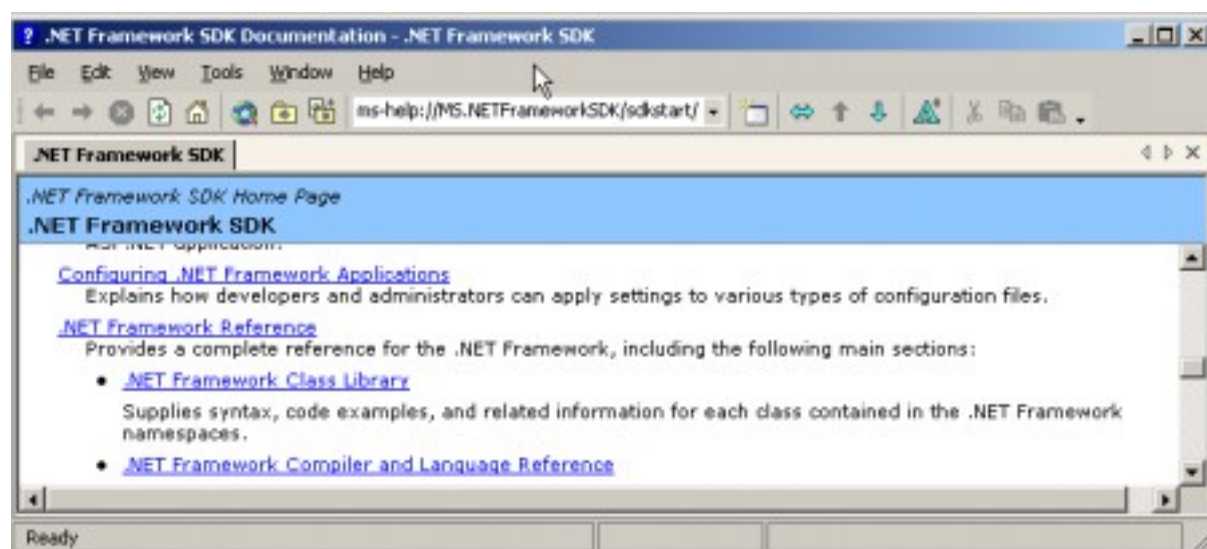 ? .NET Framework SDK Documentation - .NET Framework SDK
File Edit View Tools Window Help
ms-help://MS.NETFrameworkSDK/sdkstart/
.NET Framework SDK
.NET Framework SDK Home Page
.NET Framework SDK
ASP.NET application.
Configuring .NET Framework Applications
Explains how developers and administrators can apply settings to various types of configuration files.
.NET Framework Reference
Provides a complete reference for the .NET Framework, including the following main sections:
• .NET Framework Class Library
Supplies syntax, code examples, and related information for each class contained in the .NET Framework
namespaces.
• .NET Framework Compiler and Language Reference
Ready